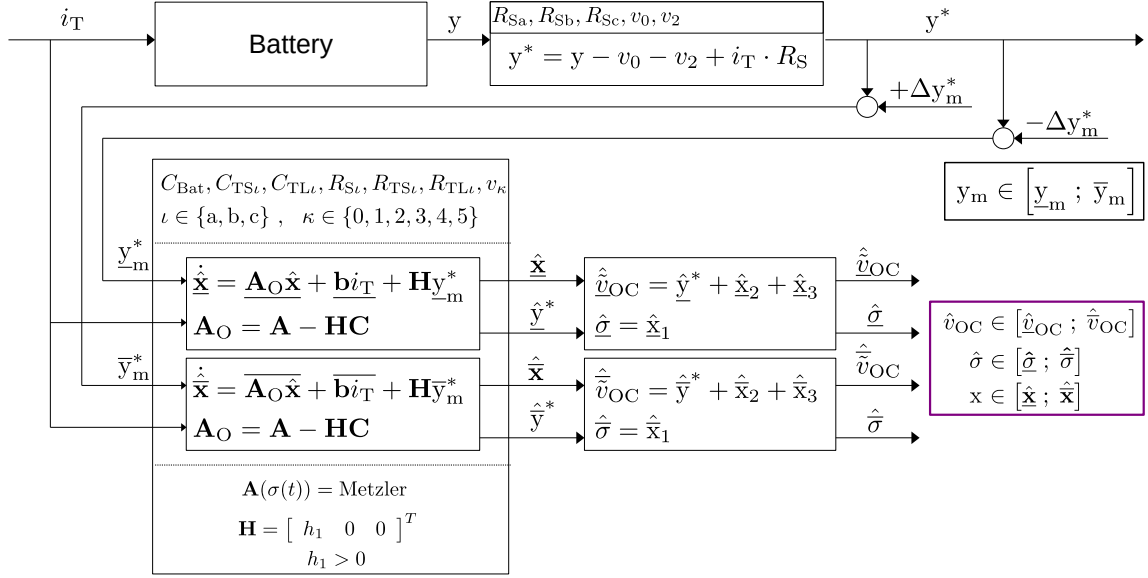 i_T
Battery
y
R_Sa, R_Sb, R_Sc, v_0, v_2
y* = y − v_0 − v_2 + i_T · R_S
y*
+Δy*_m
−Δy*_m
y_m ∈ [y̲_m ; y̅_m]
C_Bat, C_TSι, C_TLι, R_Sι, R_TSι, R_TLι, v_κ
ι ∈ {a, b, c} , κ ∈ {0, 1, 2, 3, 4, 5}
y̲*_m
x̲̂̇ = A_O x̂ + b i_T + H y̲*_m
A_O = A − HC
x̲̂
ŷ̲*
ṽ̲̂_OC = ŷ̲* + x̲̂_2 + x̲̂_3
σ̲̂ = x̲̂_1
ṽ̲̂_OC
σ̲̂
y̅*_m
x̅̂̇ = A_O x̂ + b i_T + H y̅*_m
A_O = A − HC
x̅̂
y̅̂*
ṽ̅̂_OC = y̅̂* + x̅̂_2 + x̅̂_3
σ̅̂ = x̅̂_1
ṽ̅̂_OC
σ̅̂
v̂_OC ∈ [v̲̂_OC ; v̅̂_OC]
σ̂ ∈ [σ̲̂ ; σ̅̂]
x ∈ [x̲̂ ; x̅̂]
A(σ(t)) = Metzler
H = [ h_1 0 0 ]^T
h_1 > 0